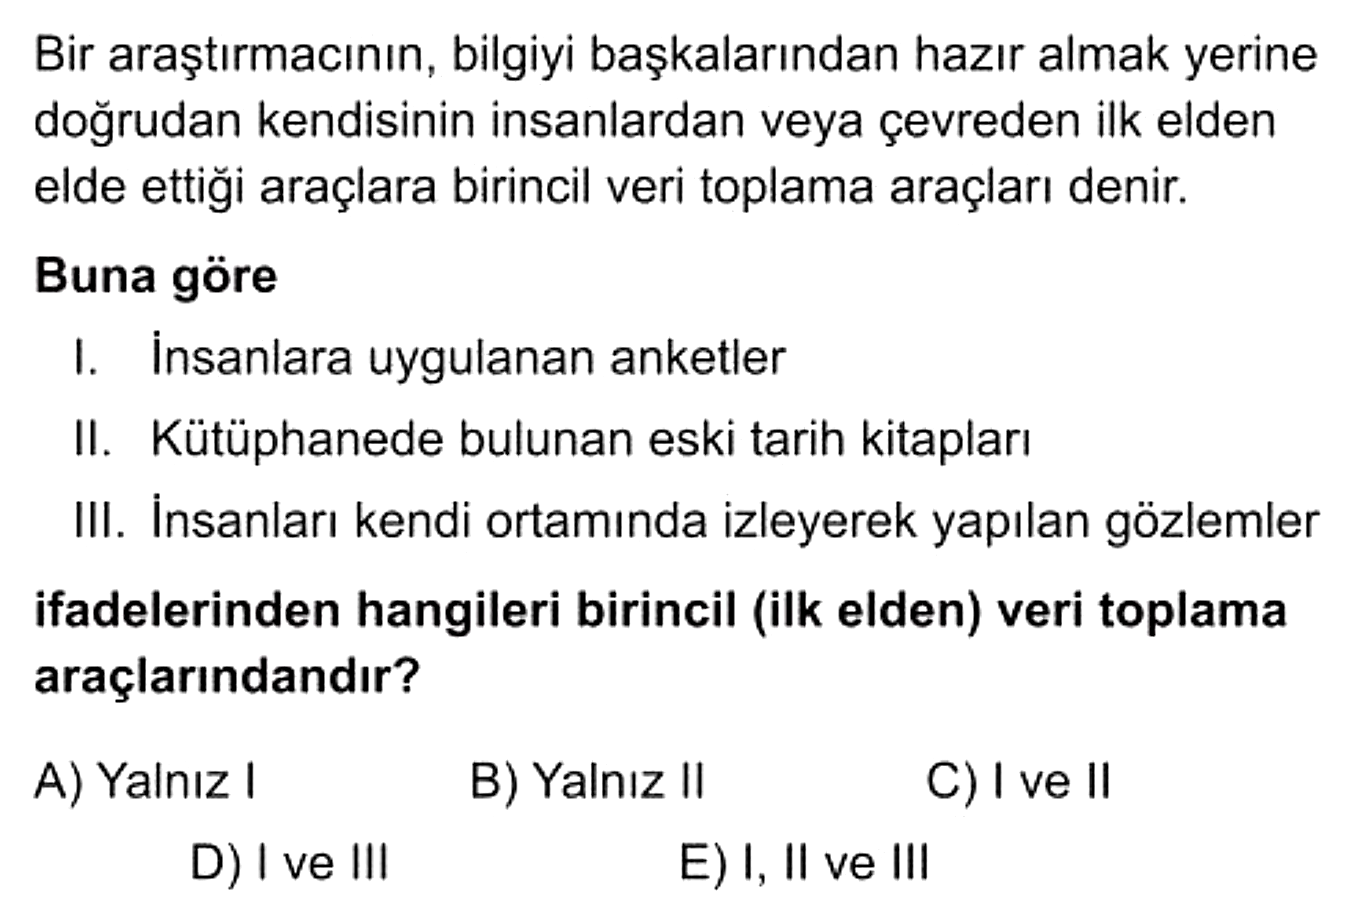 Bir araştırmacının, bilgiyi başkalarından hazır almak yerine
doğrudan kendisinin insanlardan veya çevreden ilk elden
elde ettiği araçlara birincil veri toplama araçları denir.
Buna göre
I. İnsanlara uygulanan anketler
II. Kütüphanede bulunan eski tarih kitapları
III. İnsanları kendi ortamında izleyerek yapılan gözlemler
ifadelerinden hangileri birincil (ilk elden) veri toplama
araçlarındandır?
A) Yalnız I B) Yalnız II C) I ve II
D) I ve III E) I, II ve III